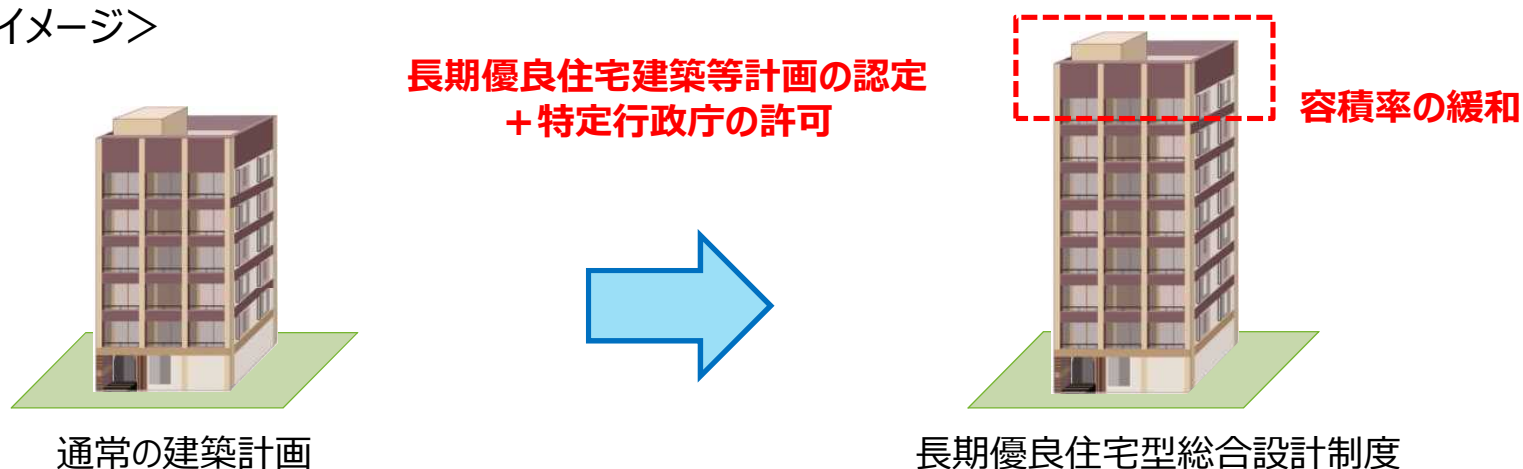 イメージ＞
長期優良住宅建築等計画の認定
＋特定行政庁の許可
容積率の緩和
通常の建築計画
長期優良住宅型総合設計制度